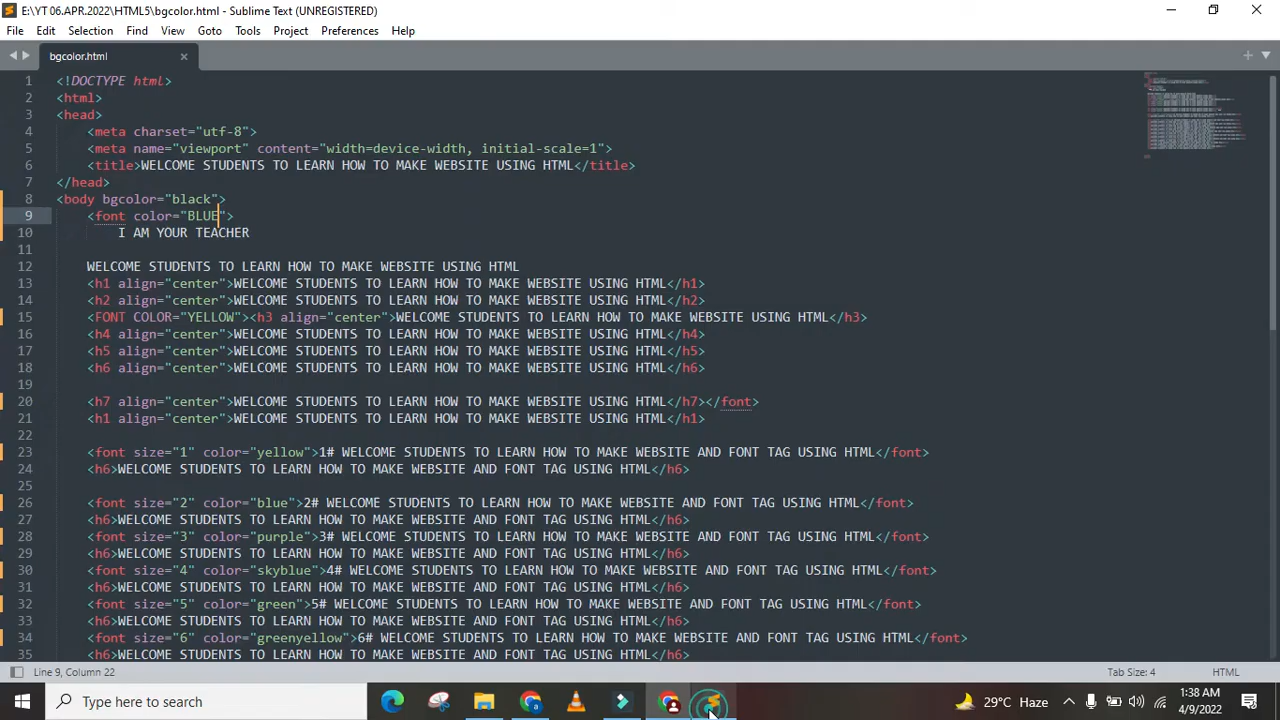 E:\YT 06.APR.2022\HTML5\bgcolor.html - Sublime Text (UNREGISTERED)
File Edit Selection Find View Goto Tools Project Preferences Help
bgcolor.html
1 <!DOCTYPE html>
2 <html>
3 <head>
4 <meta charset="utf-8">
5 <meta name="viewport" content="width=device-width, initial-scale=1">
6 <title>WELCOME STUDENTS TO LEARN HOW TO MAKE WEBSITE USING HTML</title>
7 </head>
8 <body bgcolor="black">
9 <font color="BLUE">
10 I AM YOUR TEACHER
11
12 WELCOME STUDENTS TO LEARN HOW TO MAKE WEBSITE USING HTML
13 <h1 align="center">WELCOME STUDENTS TO LEARN HOW TO MAKE WEBSITE USING HTML</h1>
14 <h2 align="center">WELCOME STUDENTS TO LEARN HOW TO MAKE WEBSITE USING HTML</h2>
15 <FONT COLOR="YELLOW"><h3 align="center">WELCOME STUDENTS TO LEARN HOW TO MAKE WEBSITE USING HTML</h3>
16 <h4 align="center">WELCOME STUDENTS TO LEARN HOW TO MAKE WEBSITE USING HTML</h4>
17 <h5 align="center">WELCOME STUDENTS TO LEARN HOW TO MAKE WEBSITE USING HTML</h5>
18 <h6 align="center">WELCOME STUDENTS TO LEARN HOW TO MAKE WEBSITE USING HTML</h6>
19
20 <h7 align="center">WELCOME STUDENTS TO LEARN HOW TO MAKE WEBSITE USING HTML</h7></font>
21 <h1 align="center">WELCOME STUDENTS TO LEARN HOW TO MAKE WEBSITE USING HTML</h1>
22
23 <font size="1" color="yellow">1# WELCOME STUDENTS TO LEARN HOW TO MAKE WEBSITE AND FONT TAG USING HTML</font>
24 <h6>WELCOME STUDENTS TO LEARN HOW TO MAKE WEBSITE AND FONT TAG USING HTML</h6>
25
26 <font size="2" color="blue">2# WELCOME STUDENTS TO LEARN HOW TO MAKE WEBSITE AND FONT TAG USING HTML</font>
27 <h6>WELCOME STUDENTS TO LEARN HOW TO MAKE WEBSITE AND FONT TAG USING HTML</h6>
28 <font size="3" color="purple">3# WELCOME STUDENTS TO LEARN HOW TO MAKE WEBSITE AND FONT TAG USING HTML</font>
29 <h6>WELCOME STUDENTS TO LEARN HOW TO MAKE WEBSITE AND FONT TAG USING HTML</h6>
30 <font size="4" color="skyblue">4# WELCOME STUDENTS TO LEARN HOW TO MAKE WEBSITE AND FONT TAG USING HTML</font>
31 <h6>WELCOME STUDENTS TO LEARN HOW TO MAKE WEBSITE AND FONT TAG USING HTML</h6>
32 <font size="5" color="green">5# WELCOME STUDENTS TO LEARN HOW TO MAKE WEBSITE AND FONT TAG USING HTML</font>
33 <h6>WELCOME STUDENTS TO LEARN HOW TO MAKE WEBSITE AND FONT TAG USING HTML</h6>
34 <font size="6" color="greenyellow">6# WELCOME STUDENTS TO LEARN HOW TO MAKE WEBSITE AND FONT TAG USING HTML</font>
35 <h6>WELCOME STUDENTS TO LEARN HOW TO MAKE WEBSITE AND FONT TAG USING HTML</h6>
Line 9, Column 22 Tab Size: 4 HTML
Type here to search 29°C Haze 1:38 AM
4/9/2022